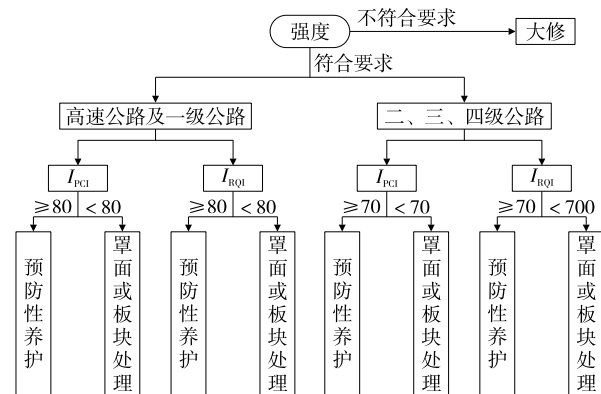 强度
不符合要求
大修
符合要求
高速公路及一级公路
二、三、四级公路
I_PCI
I_RQI
I_PCI
I_RQI
≥80
<80
≥80
<80
≥70
<70
≥70
<700
预防性养护
罩面或板块处理
预防性养护
罩面或板块处理
预防性养护
罩面或板块处理
预防性养护
罩面或板块处理